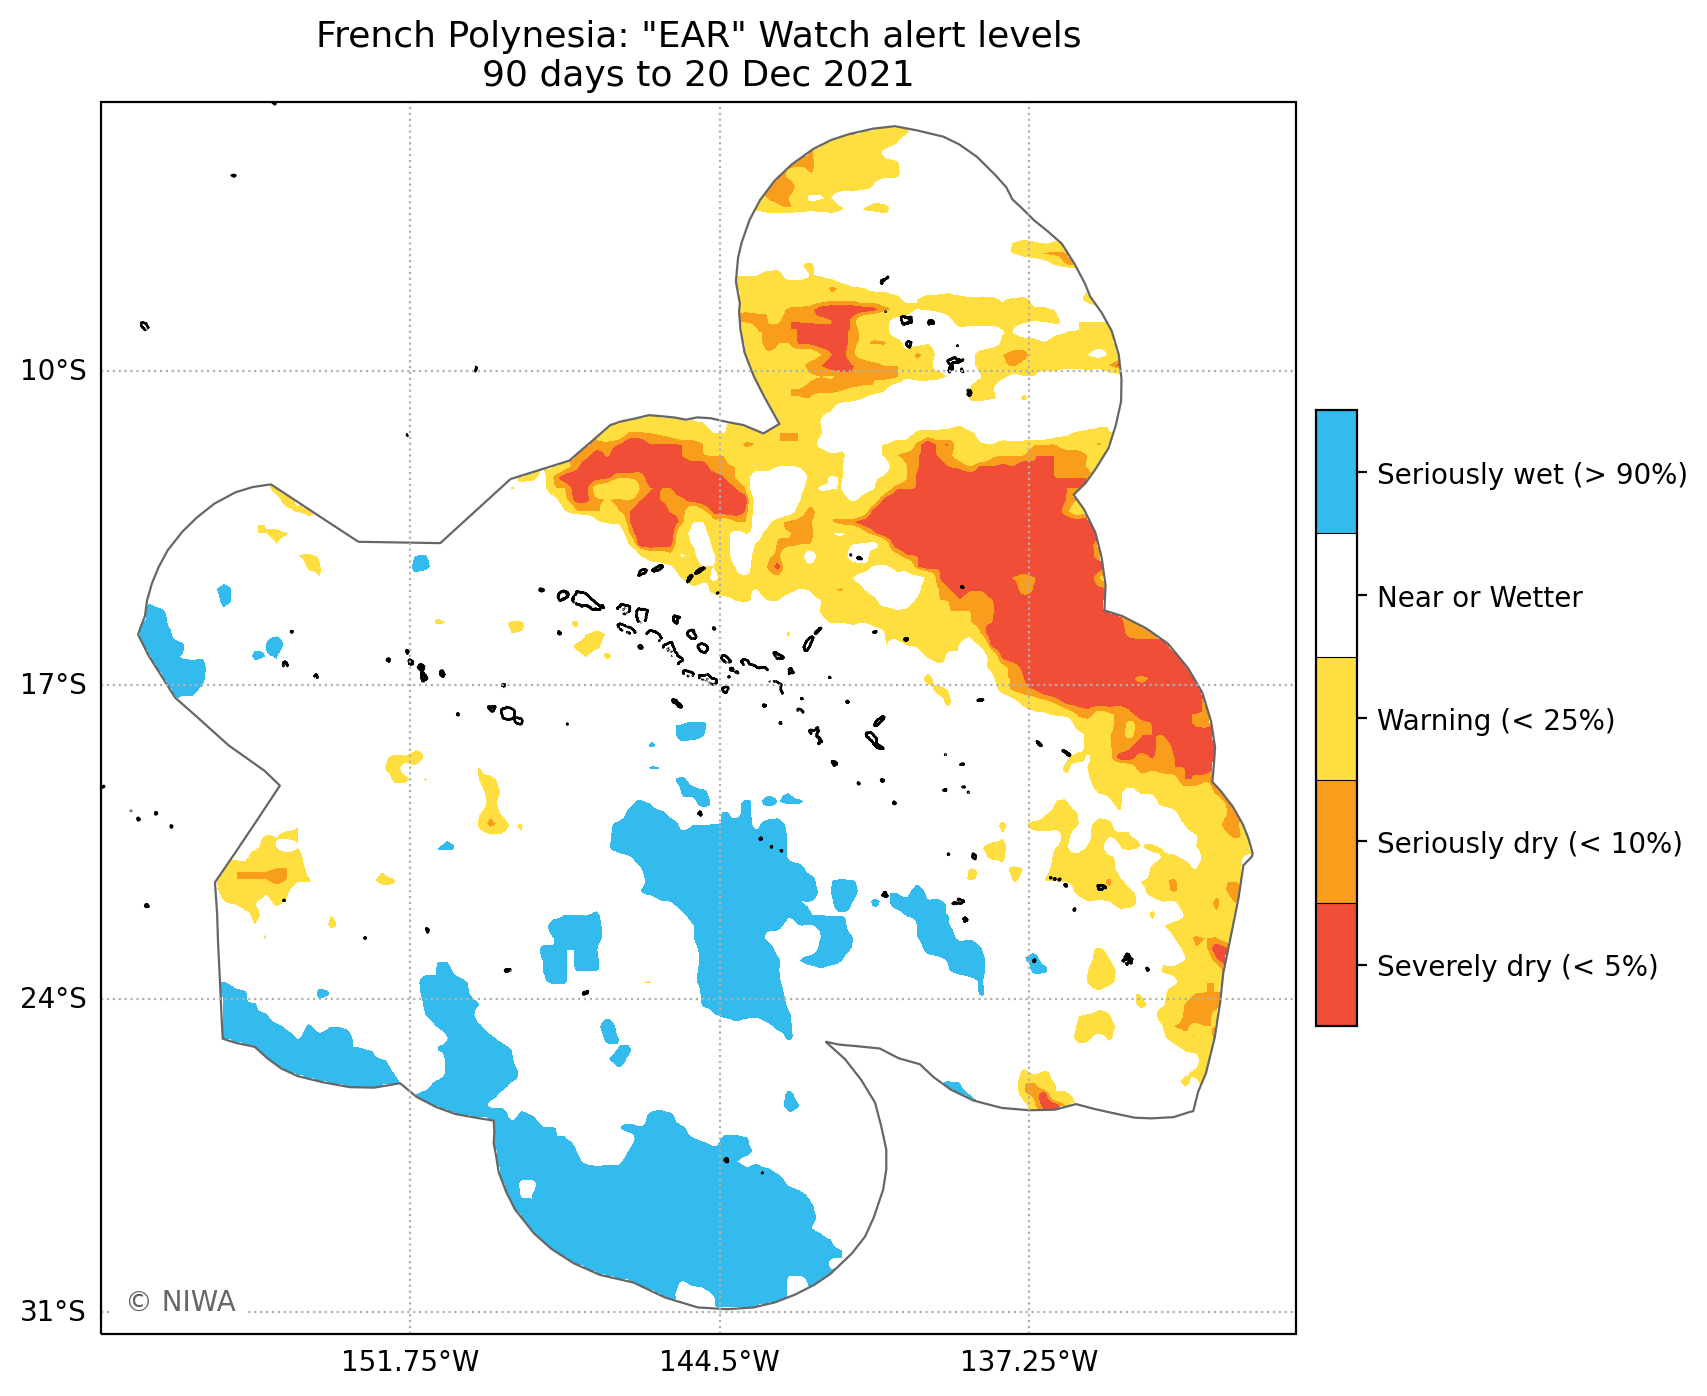 French Polynesia: "EAR" Watch alert levels
90 days to 20 Dec 2021
10°S
17°S
24°S
31°S
151.75°W
144.5°W
137.25°W
© NIWA
Seriously wet (> 90%)
Near or Wetter
Warning (< 25%)
Seriously dry (< 10%)
Severely dry (< 5%)